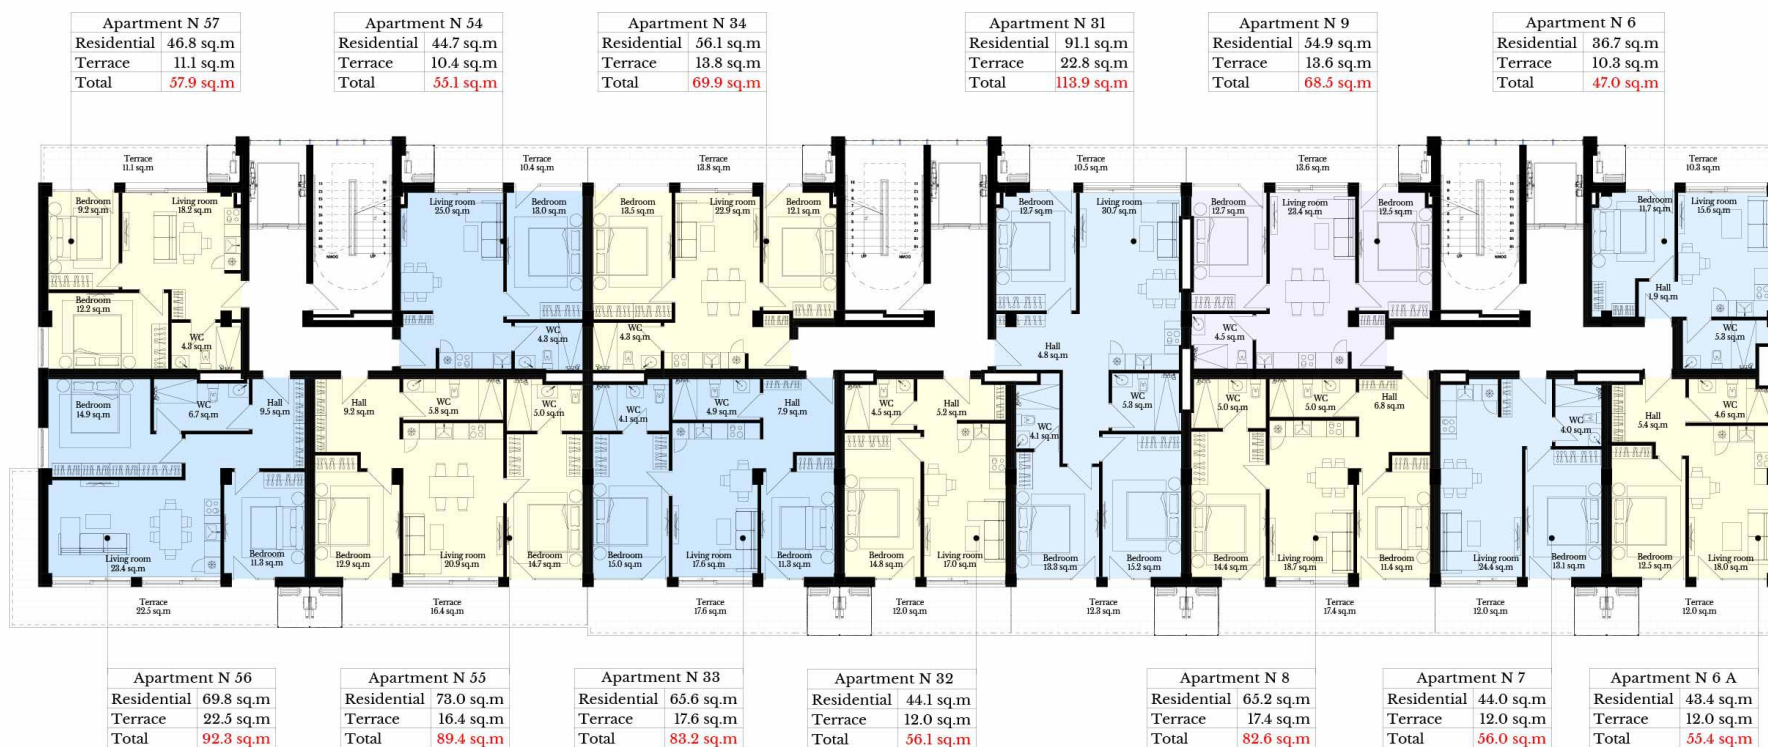 Apartment N 57
Residential 46.8 sq.m
Terrace 11.1 sq.m
Total 57.9 sq.m
Apartment N 54
Residential 44.7 sq.m
Terrace 10.4 sq.m
Total 55.1 sq.m
Apartment N 34
Residential 56.1 sq.m
Terrace 13.8 sq.m
Total 69.9 sq.m
Apartment N 31
Residential 91.1 sq.m
Terrace 22.8 sq.m
Total 113.9 sq.m
Apartment N 9
Residential 54.9 sq.m
Terrace 13.6 sq.m
Total 68.5 sq.m
Apartment N 6
Residential 36.7 sq.m
Terrace 10.3 sq.m
Total 47.0 sq.m
Terrace
11.1 sq.m
Bedroom
9.2 sq.m
Living room
18.2 sq.m
Bedroom
12.2 sq.m
WC
4.3 sq.m
Terrace
10.4 sq.m
Living room
25.0 sq.m
Bedroom
13.0 sq.m
WC
4.3 sq.m
Terrace
13.8 sq.m
Bedroom
13.5 sq.m
Living room
22.9 sq.m
Bedroom
12.1 sq.m
WC
4.3 sq.m
Terrace
10.5 sq.m
Bedroom
12.7 sq.m
Living room
30.7 sq.m
Hall
4.8 sq.m
WC
4.1 sq.m
WC
5.3 sq.m
Bedroom
13.3 sq.m
Bedroom
15.2 sq.m
Terrace
12.3 sq.m
Terrace
13.6 sq.m
Bedroom
12.7 sq.m
Living room
23.4 sq.m
Bedroom
12.5 sq.m
WC
4.5 sq.m
Terrace
10.3 sq.m
Bedroom
11.7 sq.m
Living room
15.6 sq.m
Hall
1.9 sq.m
WC
5.3 sq.m
Bedroom
14.9 sq.m
WC
6.7 sq.m
Hall
9.5 sq.m
Living room
23.4 sq.m
Bedroom
11.3 sq.m
Terrace
22.5 sq.m
Hall
9.2 sq.m
WC
5.8 sq.m
WC
5.0 sq.m
Bedroom
12.9 sq.m
Living room
20.9 sq.m
Bedroom
14.7 sq.m
Terrace
16.4 sq.m
WC
4.1 sq.m
WC
4.9 sq.m
Hall
7.9 sq.m
Bedroom
15.0 sq.m
Living room
17.6 sq.m
Bedroom
11.3 sq.m
Terrace
17.6 sq.m
WC
4.5 sq.m
Hall
5.2 sq.m
Bedroom
14.8 sq.m
Living room
17.0 sq.m
Terrace
12.0 sq.m
WC
5.0 sq.m
WC
5.0 sq.m
Hall
6.8 sq.m
Bedroom
14.4 sq.m
Living room
18.7 sq.m
Bedroom
11.4 sq.m
Terrace
17.4 sq.m
WC
4.0 sq.m
Living room
24.4 sq.m
Bedroom
13.1 sq.m
Terrace
12.0 sq.m
Hall
5.4 sq.m
WC
4.6 sq.m
Bedroom
12.5 sq.m
Living room
18.0 sq.m
Terrace
12.0 sq.m
Apartment N 56
Residential 69.8 sq.m
Terrace 22.5 sq.m
Total 92.3 sq.m
Apartment N 55
Residential 73.0 sq.m
Terrace 16.4 sq.m
Total 89.4 sq.m
Apartment N 33
Residential 65.6 sq.m
Terrace 17.6 sq.m
Total 83.2 sq.m
Apartment N 32
Residential 44.1 sq.m
Terrace 12.0 sq.m
Total 56.1 sq.m
Apartment N 8
Residential 65.2 sq.m
Terrace 17.4 sq.m
Total 82.6 sq.m
Apartment N 7
Residential 44.0 sq.m
Terrace 12.0 sq.m
Total 56.0 sq.m
Apartment N 6 A
Residential 43.4 sq.m
Terrace 12.0 sq.m
Total 55.4 sq.m